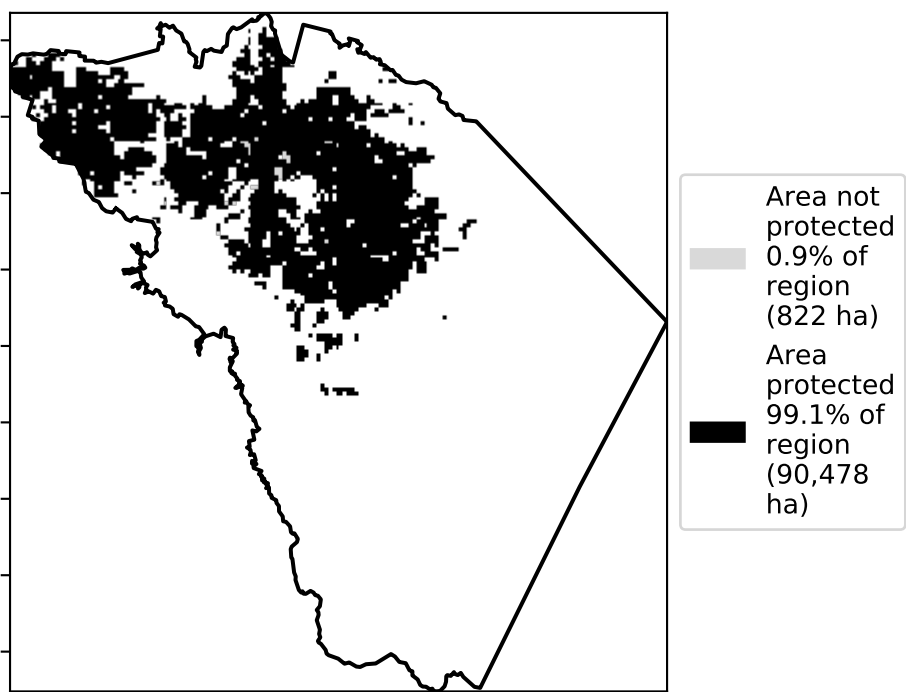 Area not
protected
0.9% of
region
(822 ha)
Area
protected
99.1% of
region
(90,478
ha)